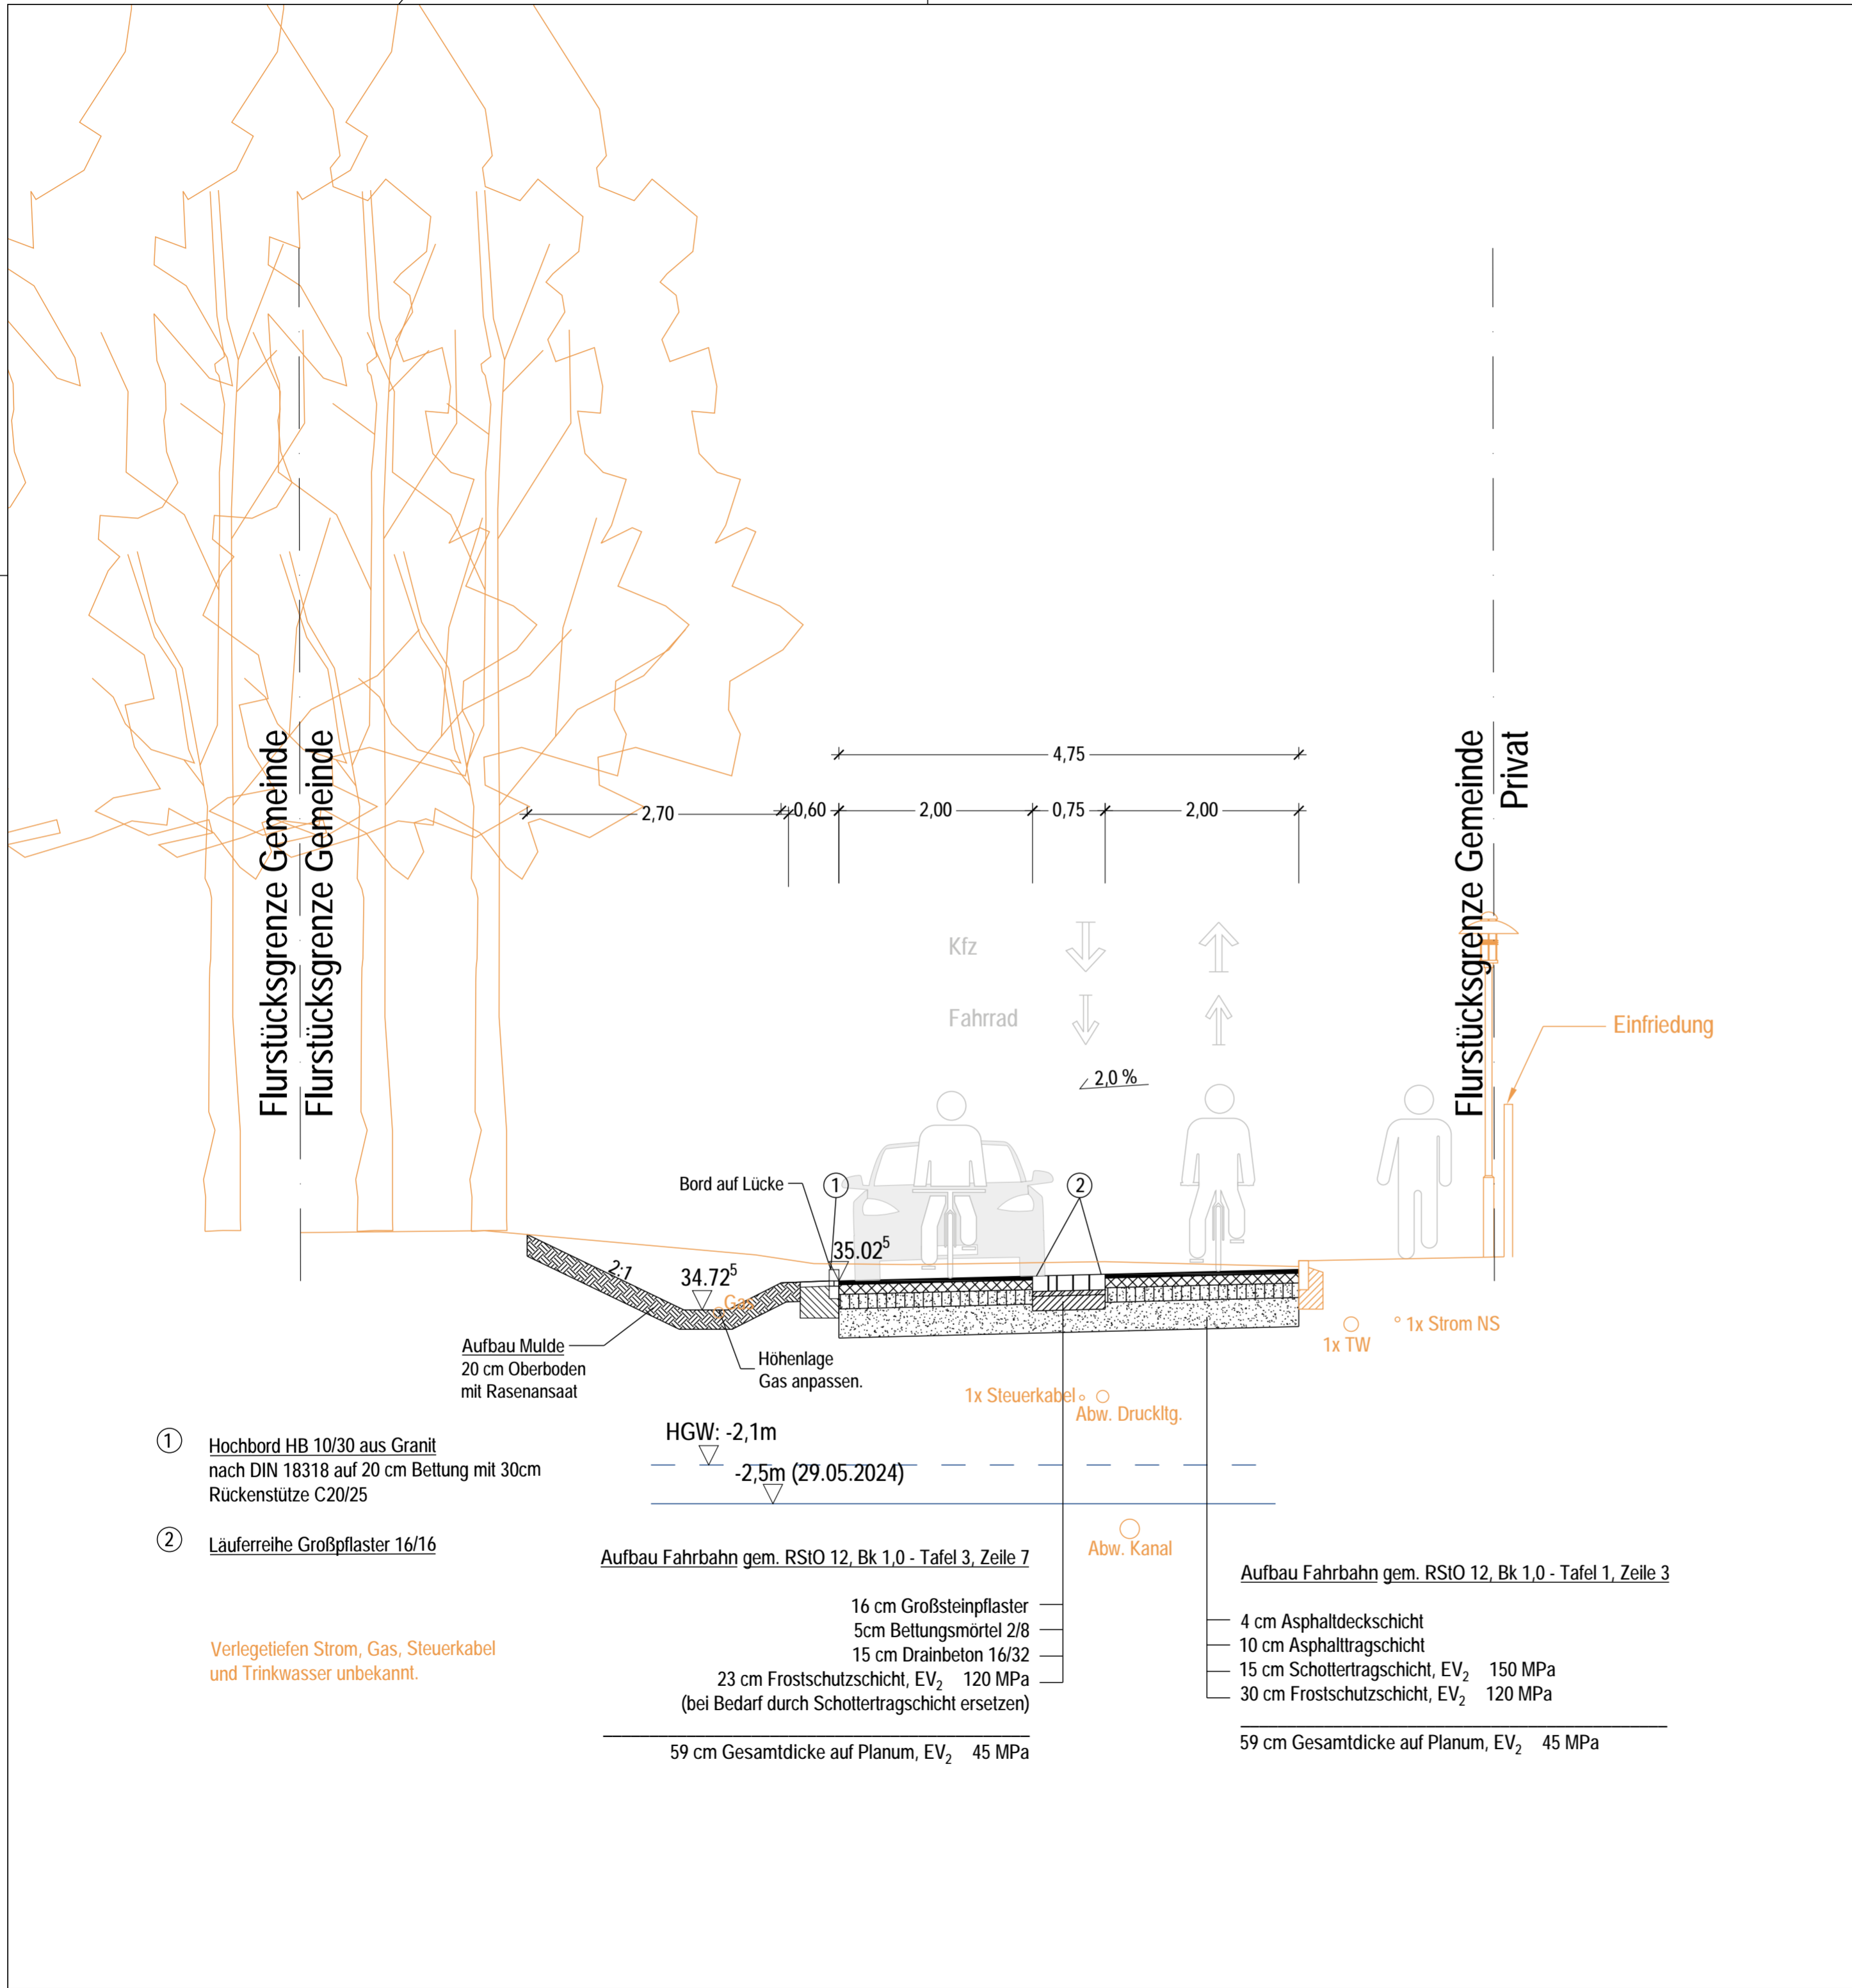 Flurstücksgrenze Gemeinde
Flurstücksgrenze Gemeinde
Flurstücksgrenze Gemeinde
Privat
4,75
2,70
0,60
2,00
0,75
2,00
Kfz
Fahrrad
2,0 %
Einfriedung
Bord auf Lücke
1
2
35.02⁵
2:1
34.72⁵
Gas
Aufbau Mulde
20 cm Oberboden
mit Rasenansaat
Höhenlage
Gas anpassen.
1x TW
1x Strom NS
1x Steuerkabel
Abw. Druckltg.
HGW: -2,1m
-2,5m (29.05.2024)
Abw. Kanal
1
Hochbord HB 10/30 aus Granit
nach DIN 18318 auf 20 cm Bettung mit 30cm
Rückenstütze C20/25
2
Läuferreihe Großpflaster 16/16
Verlegetiefen Strom, Gas, Steuerkabel
und Trinkwasser unbekannt.
Aufbau Fahrbahn gem. RStO 12, Bk 1,0 - Tafel 3, Zeile 7
16 cm Großsteinpflaster
5cm Bettungsmörtel 2/8
15 cm Drainbeton 16/32
23 cm Frostschutzschicht, EV₂ 120 MPa
(bei Bedarf durch Schottertragschicht ersetzen)
59 cm Gesamtdicke auf Planum, EV₂ 45 MPa
Aufbau Fahrbahn gem. RStO 12, Bk 1,0 - Tafel 1, Zeile 3
4 cm Asphaltdeckschicht
10 cm Asphalttragschicht
15 cm Schottertragschicht, EV₂ 150 MPa
30 cm Frostschutzschicht, EV₂ 120 MPa
59 cm Gesamtdicke auf Planum, EV₂ 45 MPa